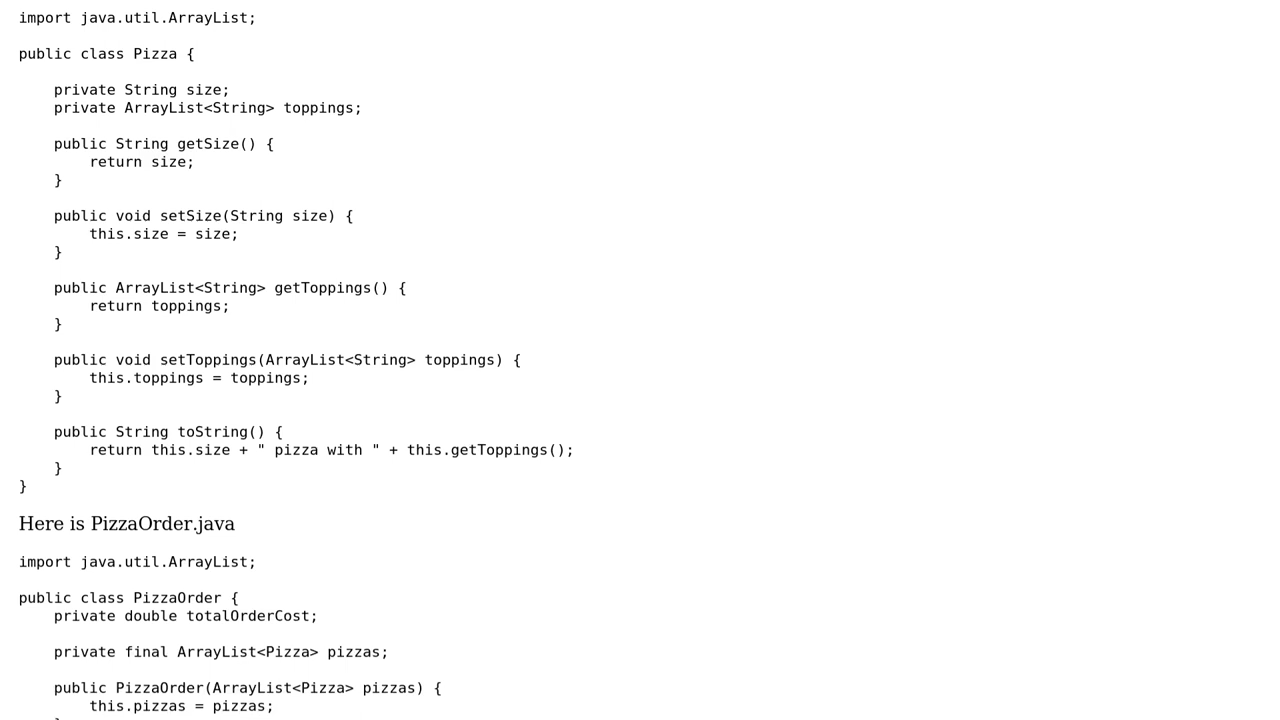 import java.util.ArrayList;
public class Pizza {
private String size;
private ArrayList<String> toppings;
public String getSize() {
return size;
}
public void setSize(String size) {
this.size = size;
}
public ArrayList<String> getToppings() {
return toppings;
}
public void setToppings(ArrayList<String> toppings) {
this.toppings = toppings;
}
public String toString() {
return this.size + " pizza with " + this.getToppings();
}
}
Here is PizzaOrder.java
import java.util.ArrayList;
public class PizzaOrder {
private double totalOrderCost;
private final ArrayList<Pizza> pizzas;
public PizzaOrder(ArrayList<Pizza> pizzas) {
this.pizzas = pizzas;